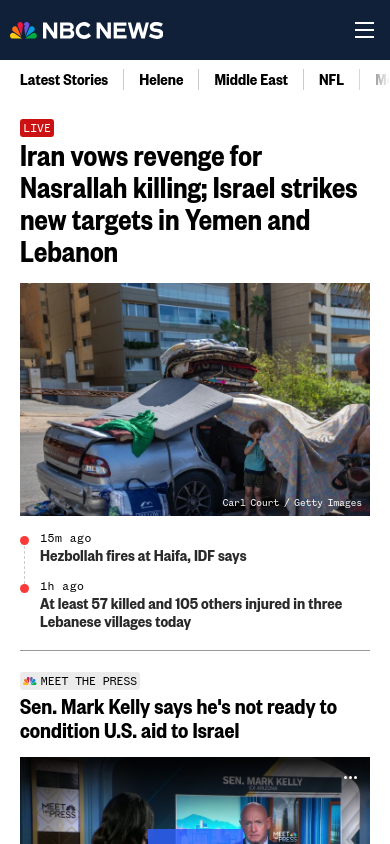 NBC NEWS
Latest Stories
Helene
Middle East
NFL
LIVE
Iran vows revenge for
Nasrallah killing; Israel strikes
new targets in Yemen and
Lebanon
Carl Court / Getty Images
15m ago
Hezbollah fires at Haifa, IDF says
1h ago
At least 57 killed and 105 others injured in three
Lebanese villages today
MEET THE PRESS
Sen. Mark Kelly says he's not ready to
condition U.S. aid to Israel
SEN. MARK KELLY
MEET
THE PRESS
MEET
THE PRESS